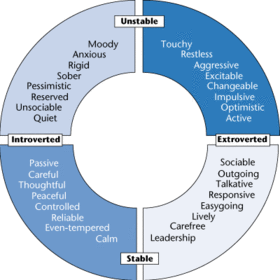 Unstable
Moody
Anxious
Rigid
Sober
Pessimistic
Reserved
Unsociable
Quiet
Touchy
Restless
Aggressive
Excitable
Changeable
Impulsive
Optimistic
Active
Introverted
Extroverted
Passive
Careful
Thoughtful
Peaceful
Controlled
Reliable
Even-tempered
Calm
Sociable
Outgoing
Talkative
Responsive
Easygoing
Lively
Carefree
Leadership
Stable